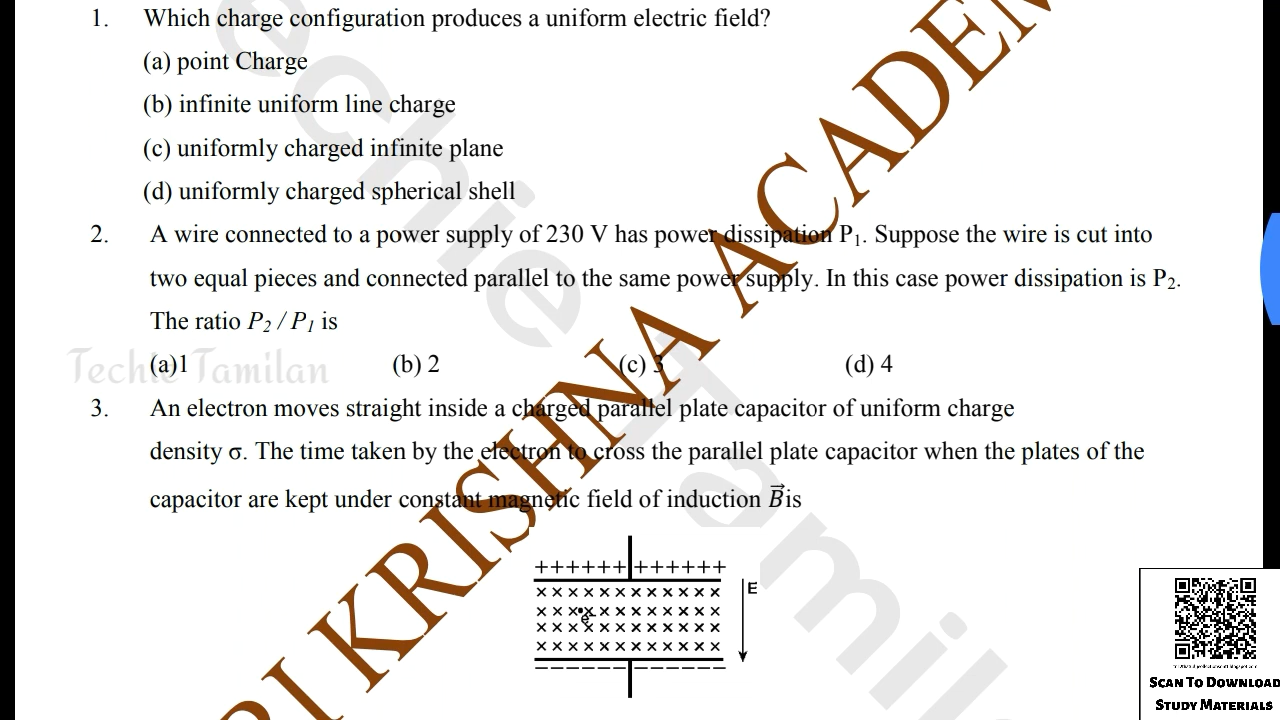 1. Which charge configuration produces a uniform electric field?
(a) point Charge
(b) infinite uniform line charge
(c) uniformly charged infinite plane
(d) uniformly charged spherical shell
2. A wire connected to a power supply of 230 V has power dissipation P₁. Suppose the wire is cut into
two equal pieces and connected parallel to the same power supply. In this case power dissipation is P₂.
The ratio P₂ / P₁ is
(a)1 (b) 2 (c) 3 (d) 4
Techie Tamilan
3. An electron moves straight inside a charged parallel plate capacitor of uniform charge
density σ. The time taken by the electron to cross the parallel plate capacitor when the plates of the
capacitor are kept under constant magnetic field of induction B⃗ is
++++++ ++++++
× × × × × × × × × × × ×
× × × × × × × × × × × ×
× × × × × × × × × × × ×
× × × × × × × × × × × ×
e⁻
E
RI KRISHNA ACADEM
echie Tamil
SCAN TO DOWNLOAD
STUDY MATERIALS